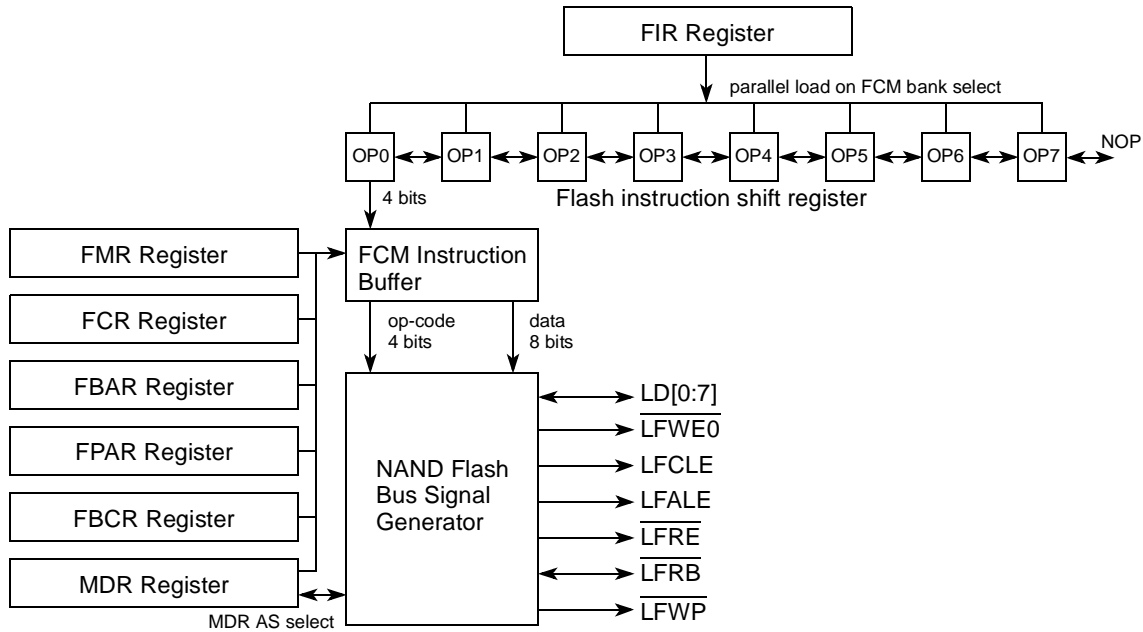 FIR Register
parallel load on FCM bank select
OP0 OP1 OP2 OP3 OP4 OP5 OP6 OP7 NOP
Flash instruction shift register
4 bits
FMR Register
FCM Instruction
Buffer
FCR Register
op-code
4 bits
data
8 bits
FBAR Register
FPAR Register
FBCR Register
MDR Register
MDR AS select
NAND Flash
Bus Signal
Generator
LD[0:7]
LFWE0
LFCLE
LFALE
LFRE
LFRB
LFWP